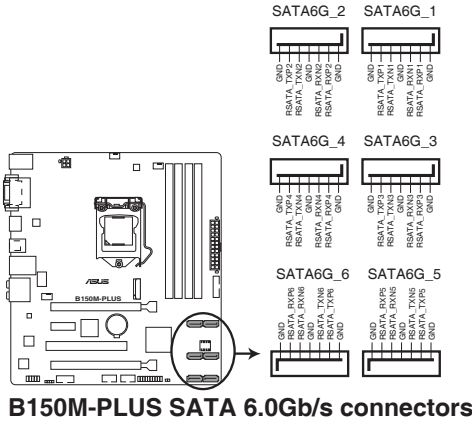 SATA6G_2
SATA6G_1
GND
RSATA_TXP2
RSATA_TXN2
GND
RSATA_RXN2
RSATA_RXP2
GND
GND
RSATA_TXP1
RSATA_TXN1
GND
RSATA_RXN1
RSATA_RXP1
GND
SATA6G_4
SATA6G_3
GND
RSATA_TXP4
RSATA_TXN4
GND
RSATA_RXN4
RSATA_RXP4
GND
GND
RSATA_TXP3
RSATA_TXN3
GND
RSATA_RXN3
RSATA_RXP3
GND
SATA6G_6
SATA6G_5
GND
RSATA_RXP6
RSATA_RXN6
GND
RSATA_TXN6
RSATA_TXP6
GND
GND
RSATA_RXP5
RSATA_RXN5
GND
RSATA_TXN5
RSATA_TXP5
GND
ASUS
B150M-PLUS
B150M-PLUS SATA 6.0Gb/s connectors